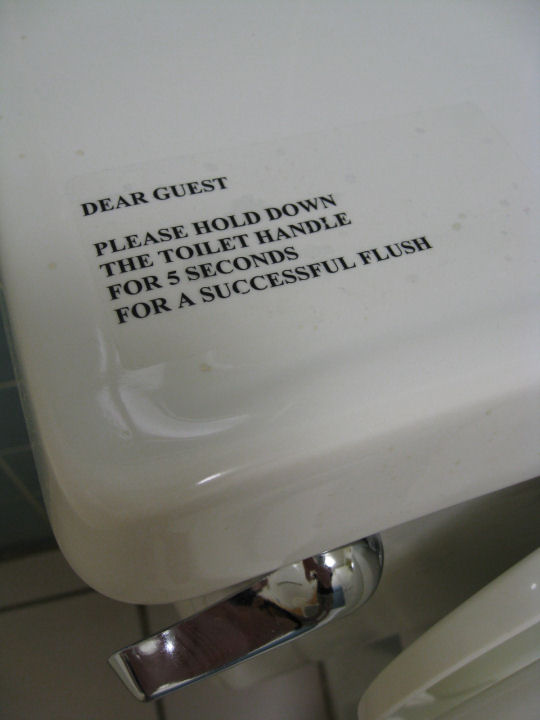 DEAR GUEST
PLEASE HOLD DOWN
THE TOILET HANDLE
FOR 5 SECONDS
FOR A SUCCESSFUL FLUSH